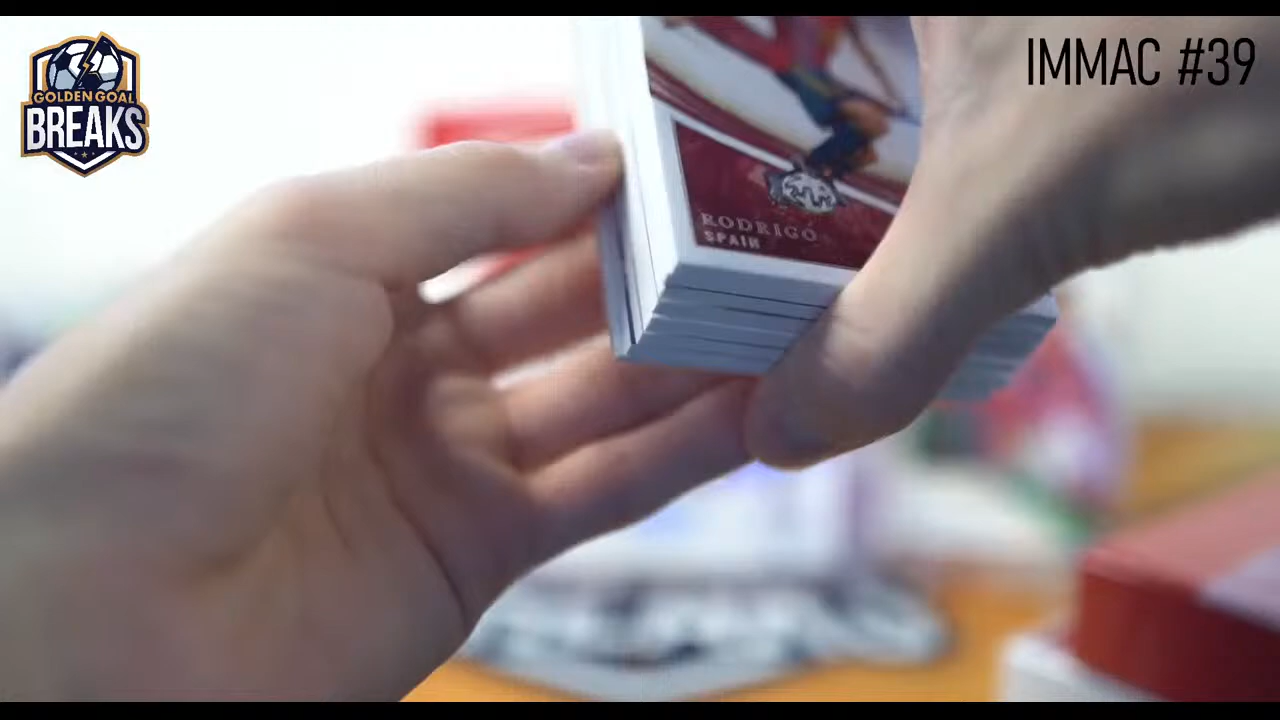 GOLDEN GOAL
BREAKS
IMMAC #39
RODRIGO
SPAIN